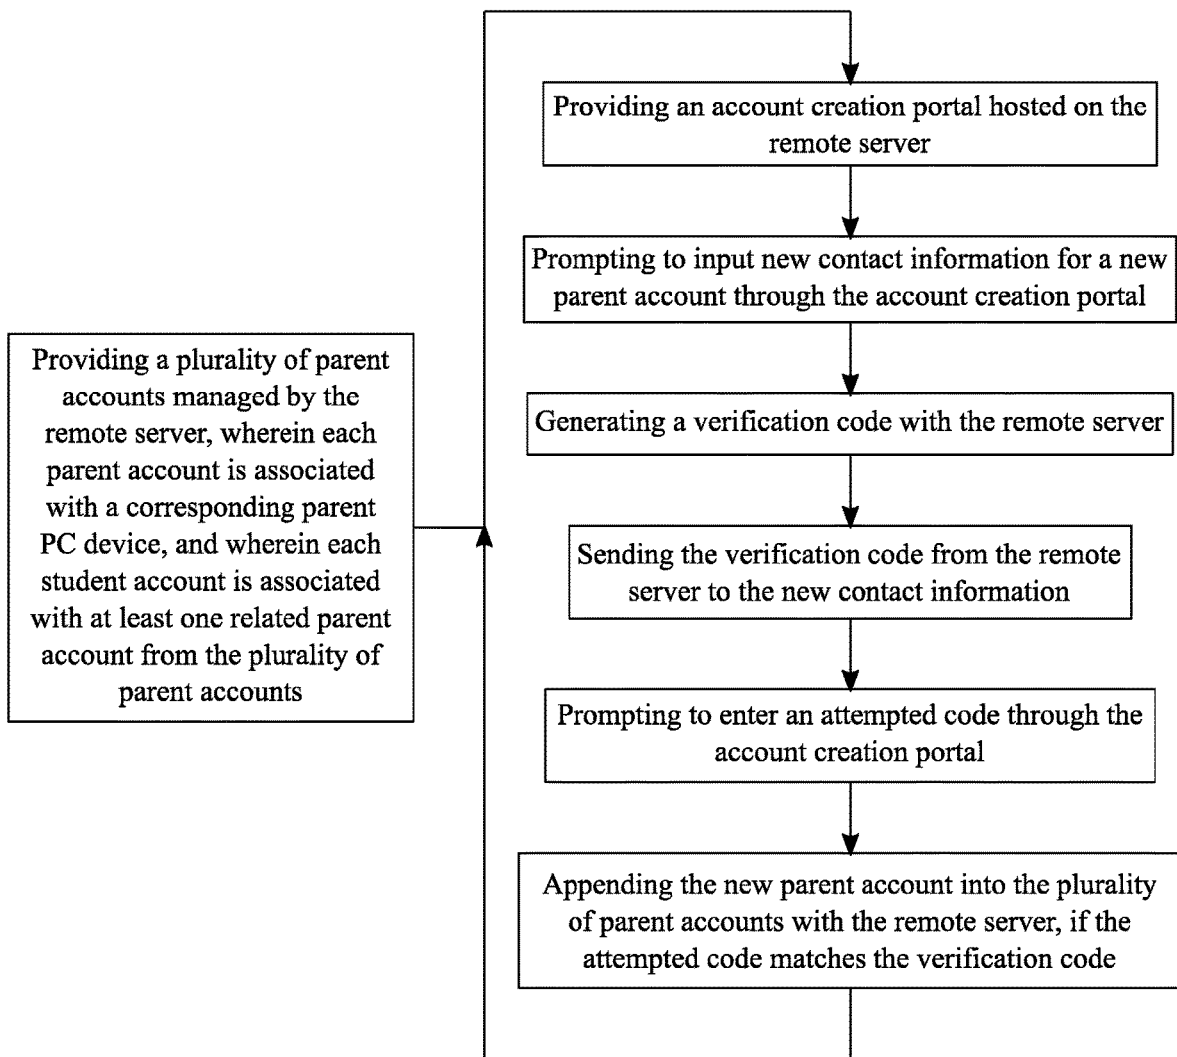 Providing a plurality of parent
accounts managed by the
remote server, wherein each
parent account is associated
with a corresponding parent
PC device, and wherein each
student account is associated
with at least one related parent
account from the plurality of
parent accounts
Providing an account creation portal hosted on the
remote server
Prompting to input new contact information for a new
parent account through the account creation portal
Generating a verification code with the remote server
Sending the verification code from the remote
server to the new contact information
Prompting to enter an attempted code through the
account creation portal
Appending the new parent account into the plurality
of parent accounts with the remote server, if the
attempted code matches the verification code